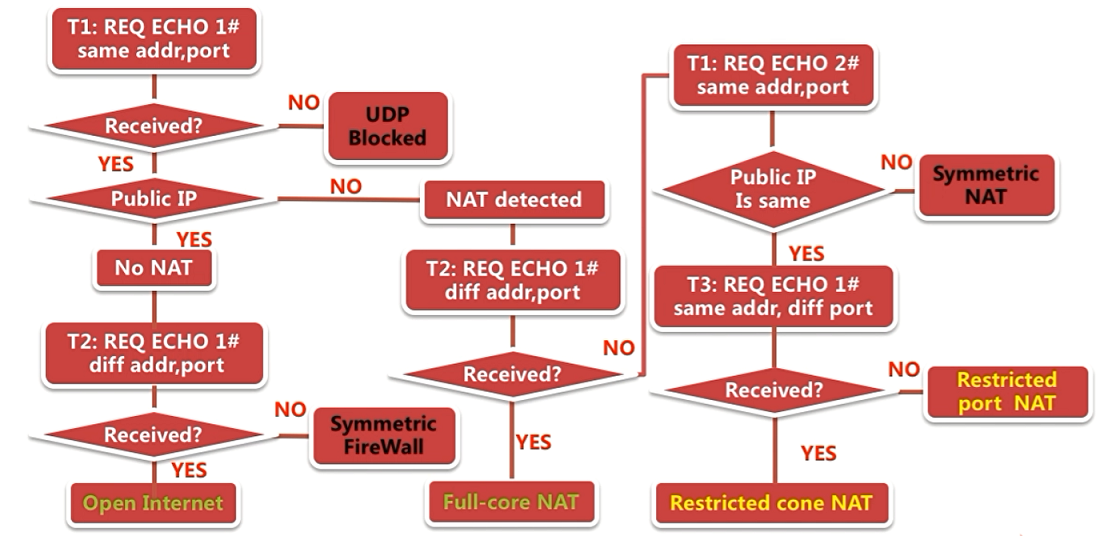 T1: REQ ECHO 1#
same addr,port
Received?
NO
UDP
Blocked
YES
Public IP
NO
NAT detected
YES
No NAT
T2: REQ ECHO 1#
diff addr,port
Received?
NO
Symmetric
FireWall
YES
Open Internet
T2: REQ ECHO 1#
diff addr,port
Received?
NO
YES
Full-core NAT
T1: REQ ECHO 2#
same addr,port
Public IP
Is same
NO
Symmetric
NAT
YES
T3: REQ ECHO 1#
same addr, diff port
Received?
NO
Restricted
port NAT
YES
Restricted cone NAT